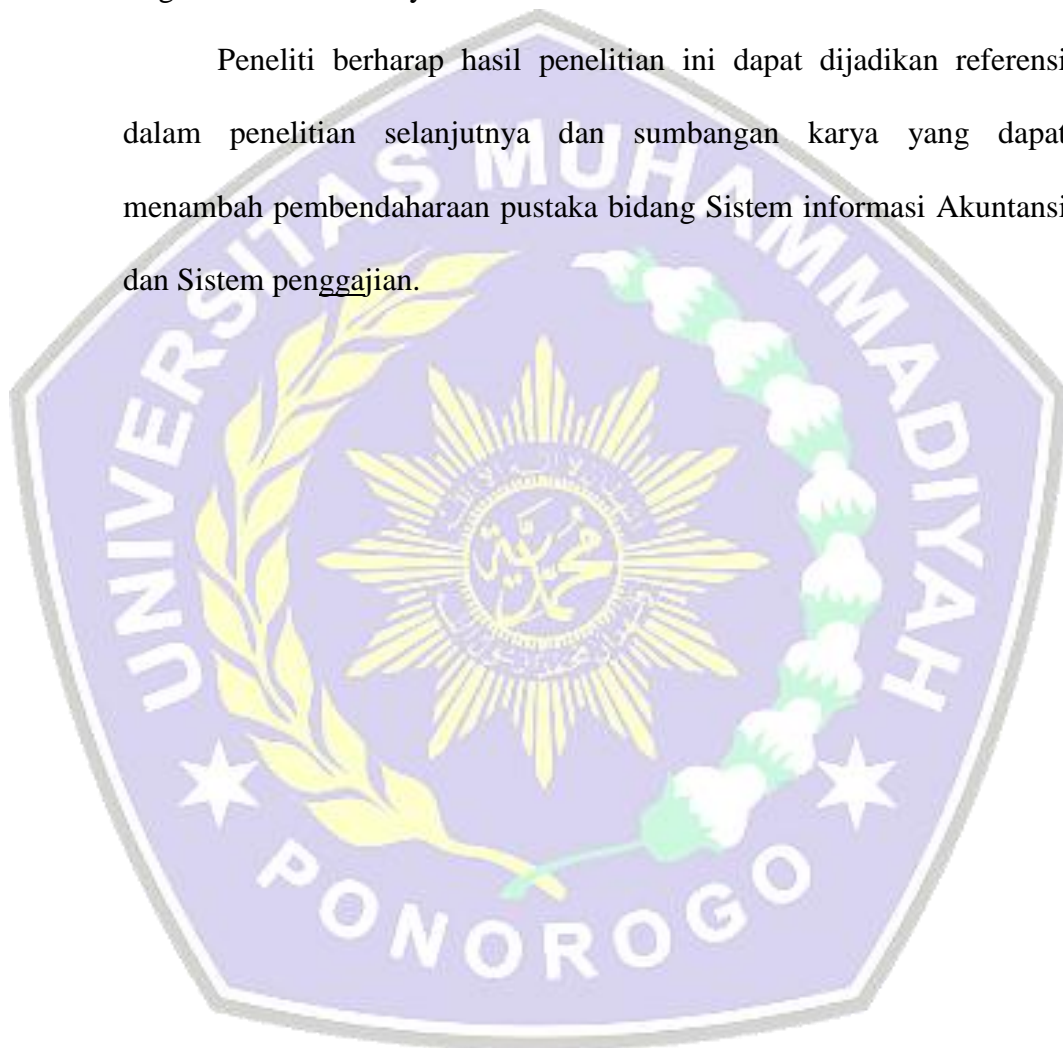 Peneliti berharap hasil penelitian ini dapat dijadikan referensi
dalam penelitian selanjutnya dan sumbangan karya yang dapat
menambah pembendaharaan pustaka bidang Sistem informasi Akuntansi
dan Sistem penggajian.
UNIVERSITAS MUHAMMADIYAH
PONOROGO
محمدية